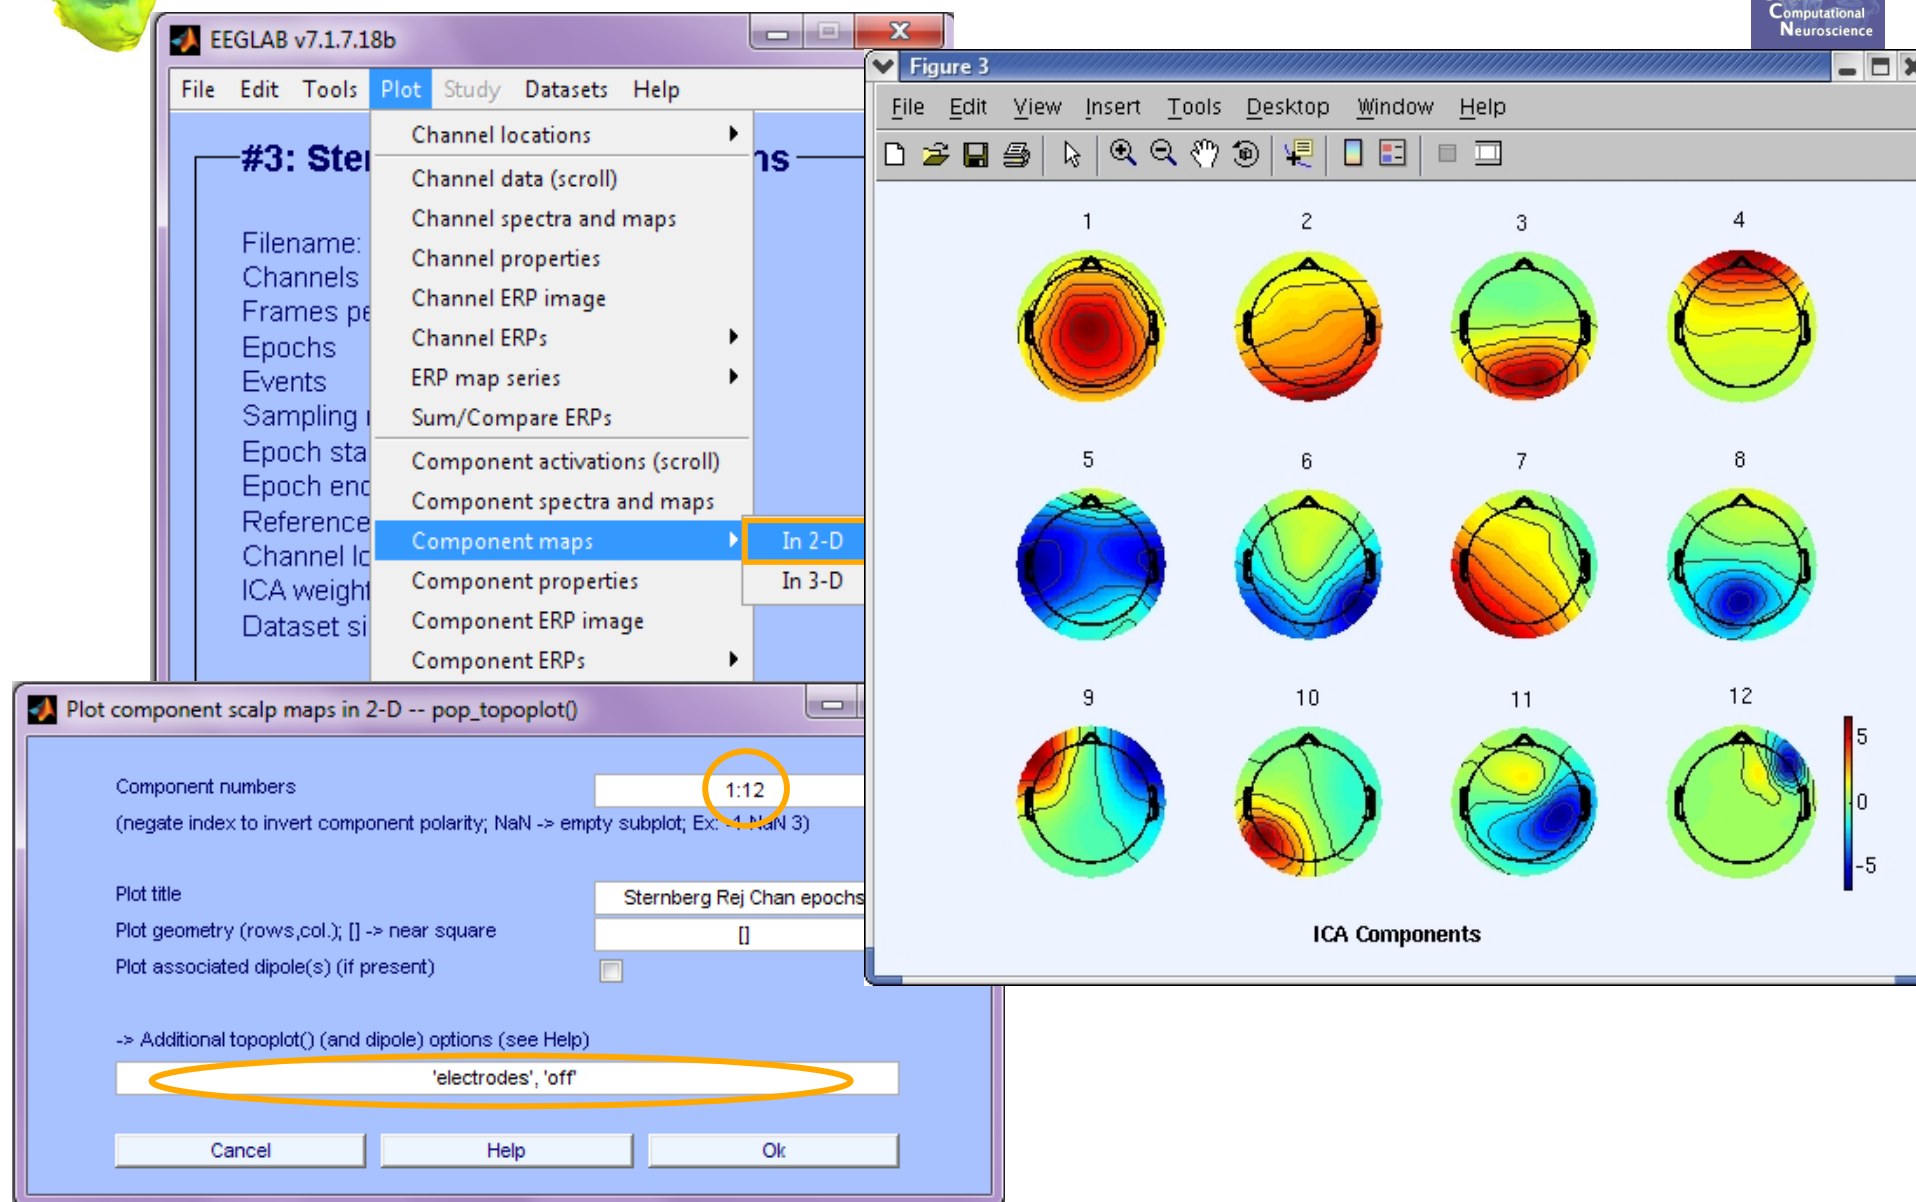 Computational
Neuroscience
EEGLAB v7.1.7.18b
File Edit Tools Plot Study Datasets Help
#3: Ste
ns
Filename:
Channels
Frames pe
Epochs
Events
Sampling
Epoch sta
Epoch end
Reference
Channel lo
ICA weight
Dataset si
Channel locations
Channel data (scroll)
Channel spectra and maps
Channel properties
Channel ERP image
Channel ERPs
ERP map series
Sum/Compare ERPs
Component activations (scroll)
Component spectra and maps
Component maps
Component properties
Component ERP image
Component ERPs
In 2-D
In 3-D
Plot component scalp maps in 2-D -- pop_topoplot()
Component numbers
1:12
(negate index to invert component polarity; NaN -> empty subplot; Ex: -1 NaN 3)
Plot title
Sternberg Rej Chan epochs
Plot geometry (rows,col.); [] -> near square
[]
Plot associated dipole(s) (if present)
-> Additional topoplot() (and dipole) options (see Help)
'electrodes', 'off'
Cancel Help Ok
Figure 3
File Edit View Insert Tools Desktop Window Help
1 2 3 4
5 6 7 8
9 10 11 12
5
0
-5
ICA Components